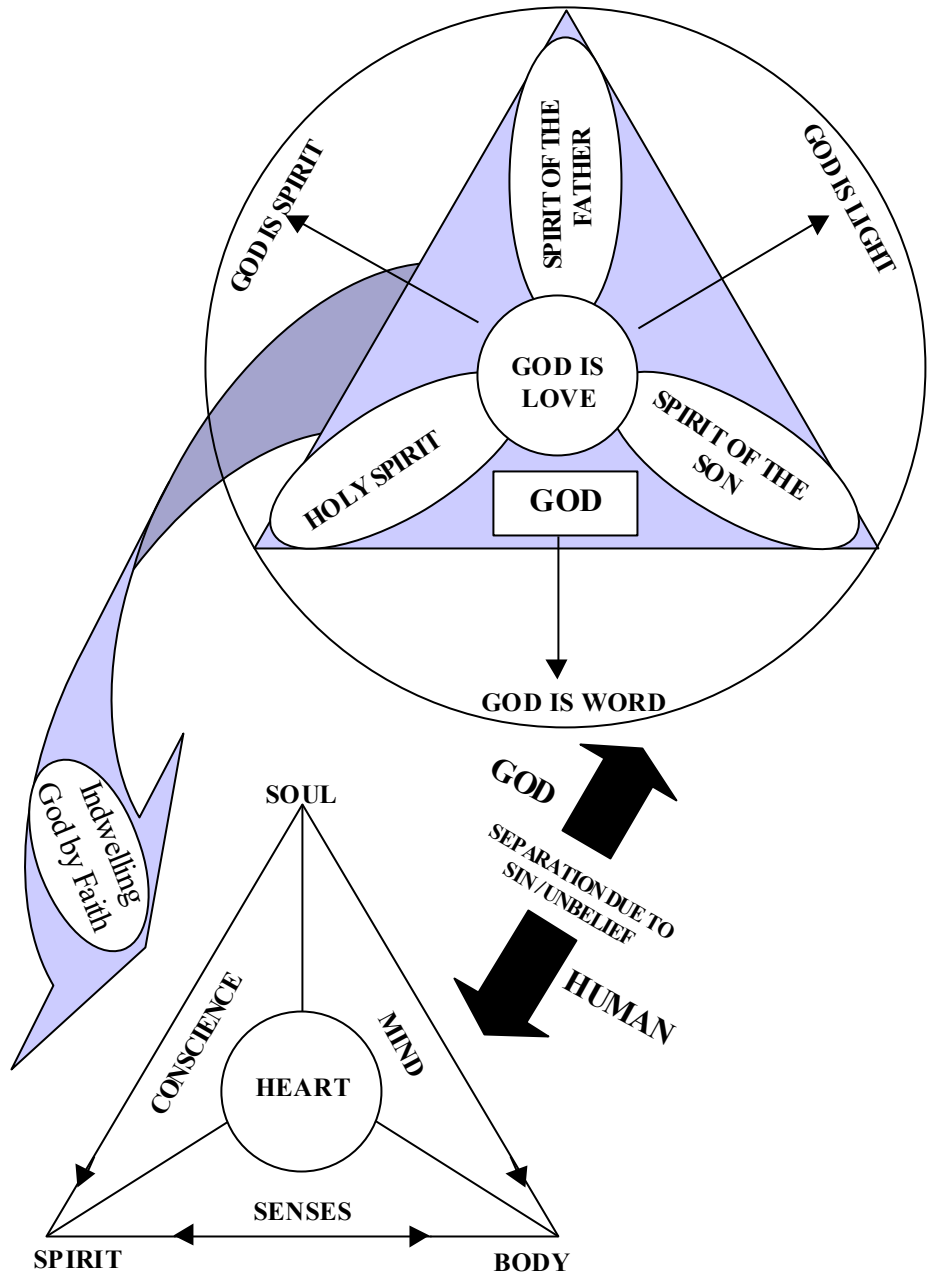 SPIRIT OF THE
FATHER
GOD IS SPIRIT
GOD IS LIGHT
GOD IS
LOVE
HOLY SPIRIT
SPIRIT OF THE
SON
GOD
GOD IS WORD
GOD
SEPARATION DUE TO
SIN / UNBELIEF
HUMAN
Indwelling
God by Faith
SOUL
CONSCIENCE
MIND
HEART
SENSES
SPIRIT
BODY